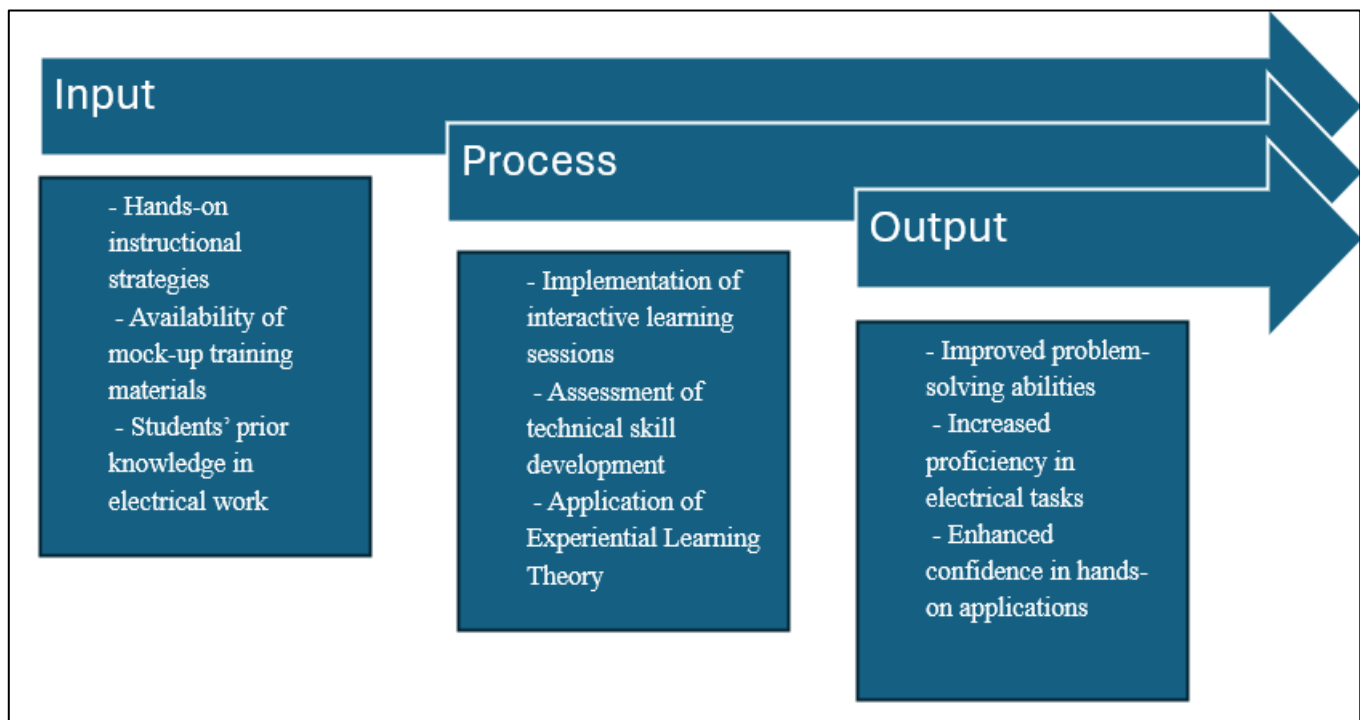 Input
- Hands-on
instructional
strategies
- Availability of
mock-up training
materials
- Students’ prior
knowledge in
electrical work
Process
- Implementation of
interactive learning
sessions
- Assessment of
technical skill
development
- Application of
Experiential Learning
Theory
Output
- Improved problem-
solving abilities
- Increased
proficiency in
electrical tasks
- Enhanced
confidence in hands-
on applications